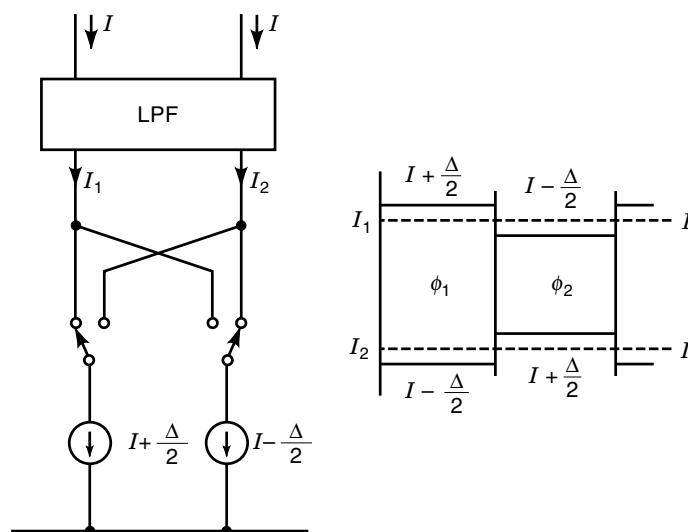 I I
LPF
I₁ I₂
I + Δ/2 I − Δ/2
I₁ I
ϕ₁ ϕ₂
I₂ I
I − Δ/2 I + Δ/2
I + Δ/2 I − Δ/2